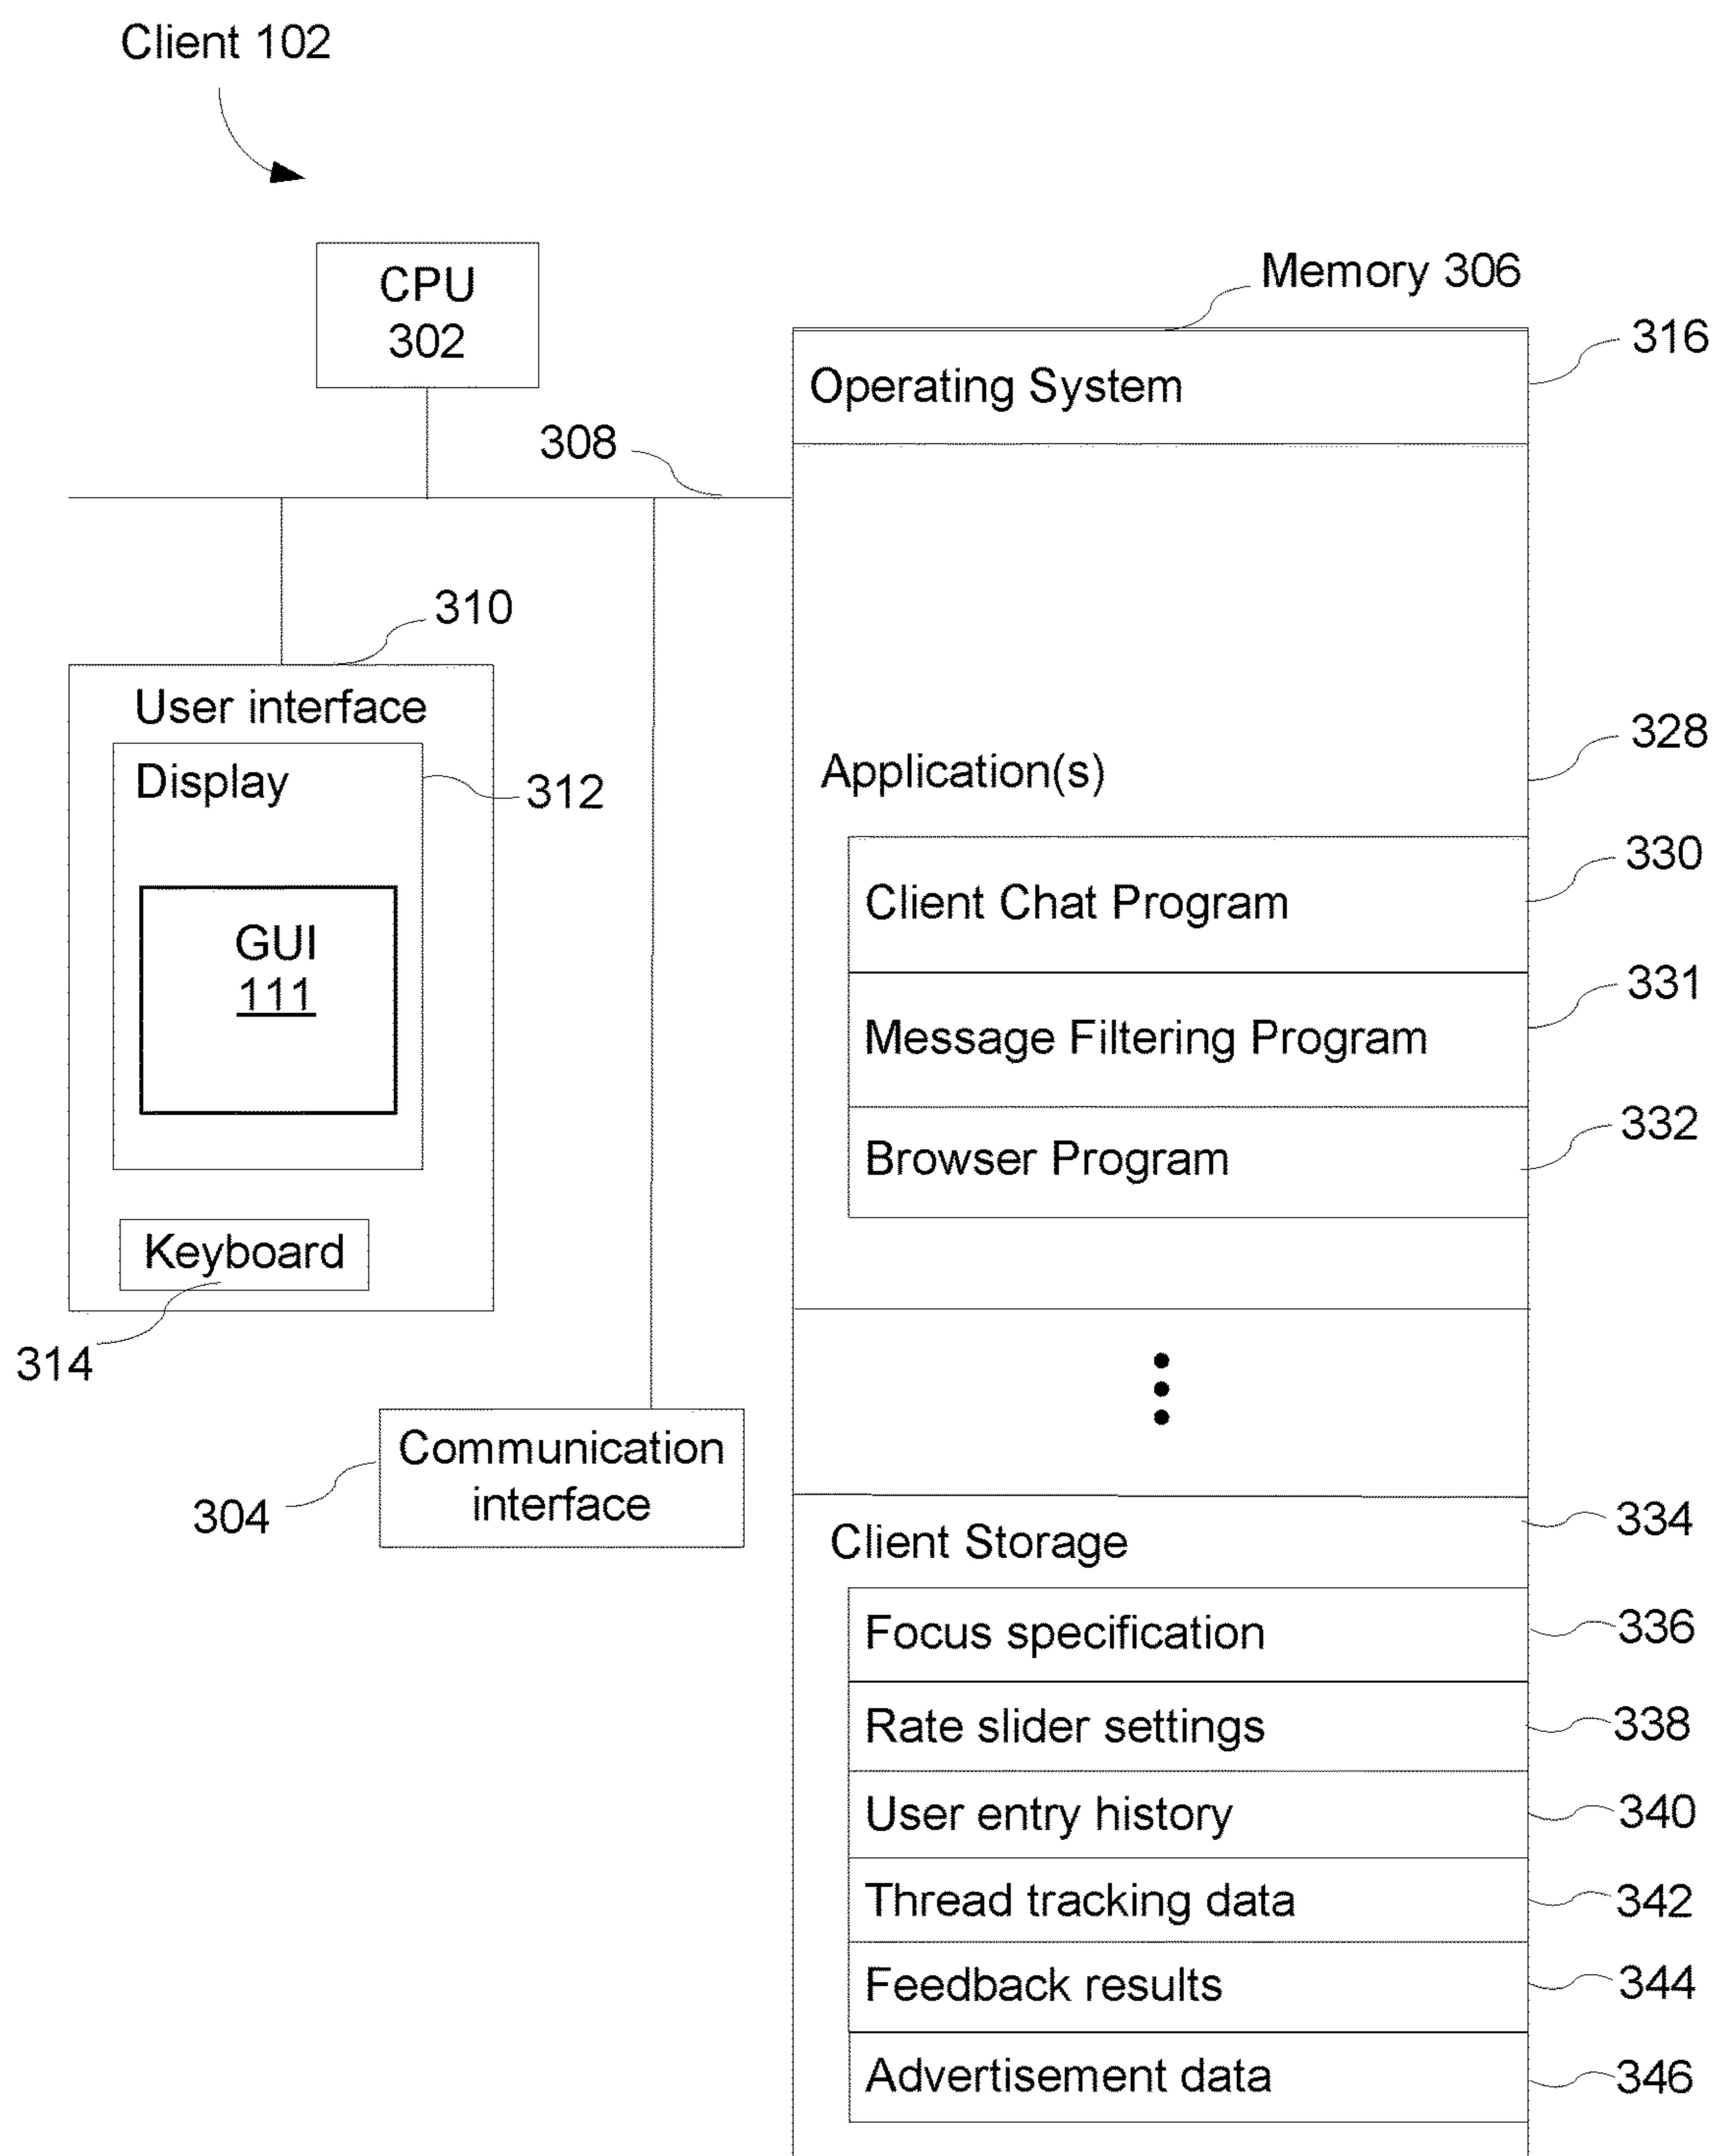 Client 102
CPU
302
Memory 306
316
Operating System
308
310
User interface
328
Display
Application(s)
312
330
Client Chat Program
GUI
111
331
Message Filtering Program
332
Browser Program
Keyboard
314
Communication
interface
304
334
Client Storage
Focus specification
336
Rate slider settings
338
User entry history
340
Thread tracking data
342
Feedback results
344
Advertisement data
346